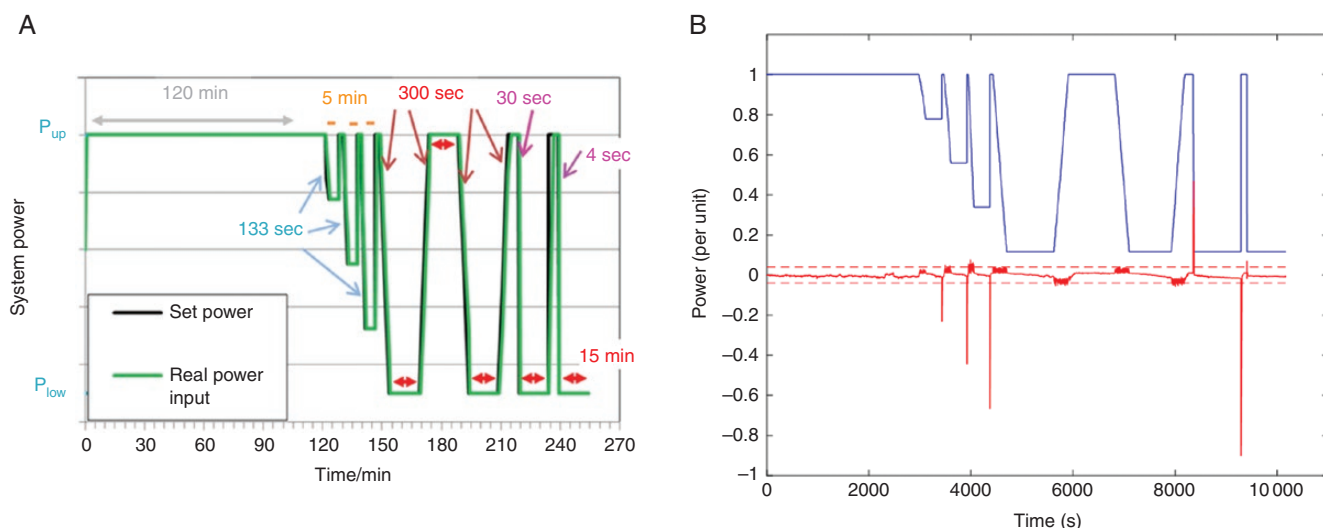 A
120 min
5 min
300 sec
30 sec
4 sec
P_up
133 sec
System power
Set power
Real power
input
15 min
P_low
0 30 60 90 120 150 180 210 240 270
Time/min
B
1
0.8
0.6
0.4
0.2
0
−0.2
−0.4
−0.6
−0.8
−1
Power (per unit)
0 2000 4000 6000 8000 10 000
Time (s)